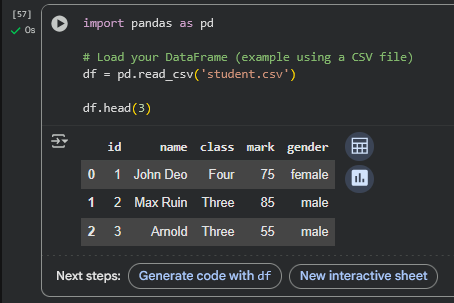 [57]
0s
import pandas as pd
# Load your DataFrame (example using a CSV file)
df = pd.read_csv('student.csv')
df.head(3)
id name class mark gender
0 1 John Deo Four 75 female
1 2 Max Ruin Three 85 male
2 3 Arnold Three 55 male
Next steps: Generate code with df New interactive sheet